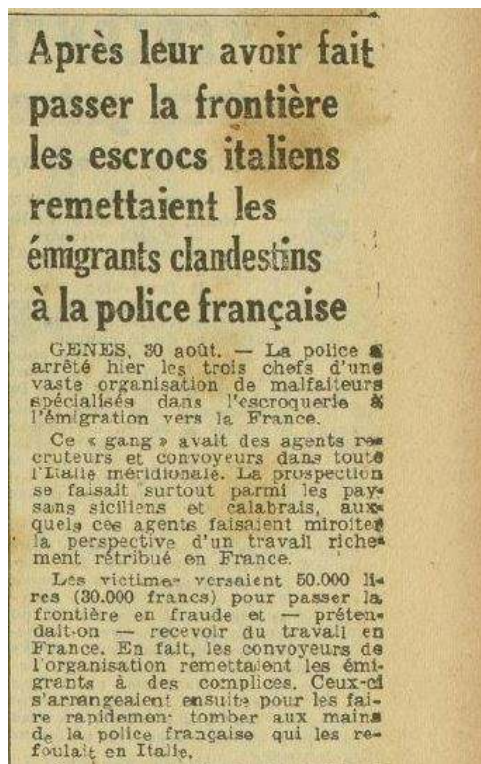 Après leur avoir fait
passer la frontière
les escrocs italiens
remettaient les
émigrants clandestins
à la police française
GENES, 30 août. — La police a
arrêté hier les trois chefs d'une
vaste organisation de malfaiteurs
spécialisés dans l'escroquerie à
l'émigration vers la France.
Ce « gang » avait des agents re-
cruteurs et convoyeurs dans toute
l'Italie méridionale. La prospection
se faisait surtout parmi les pay-
sans siciliens et calabrais, aux-
quels ces agents faisaient miroiter
la perspective d'un travail riche-
ment rétribué en France.
Les victimes versaient 50.000 li-
res (30.000 francs) pour passer la
frontière en fraude et — préten-
dait-on — recevoir du travail en
France. En fait, les convoyeurs de
l'organisation remettaient les émi-
grants à des complices. Ceux-ci
s'arrangeaient ensuite pour les fai-
re rapidement tomber aux mains
de la police française qui les re-
foulait en Italie.